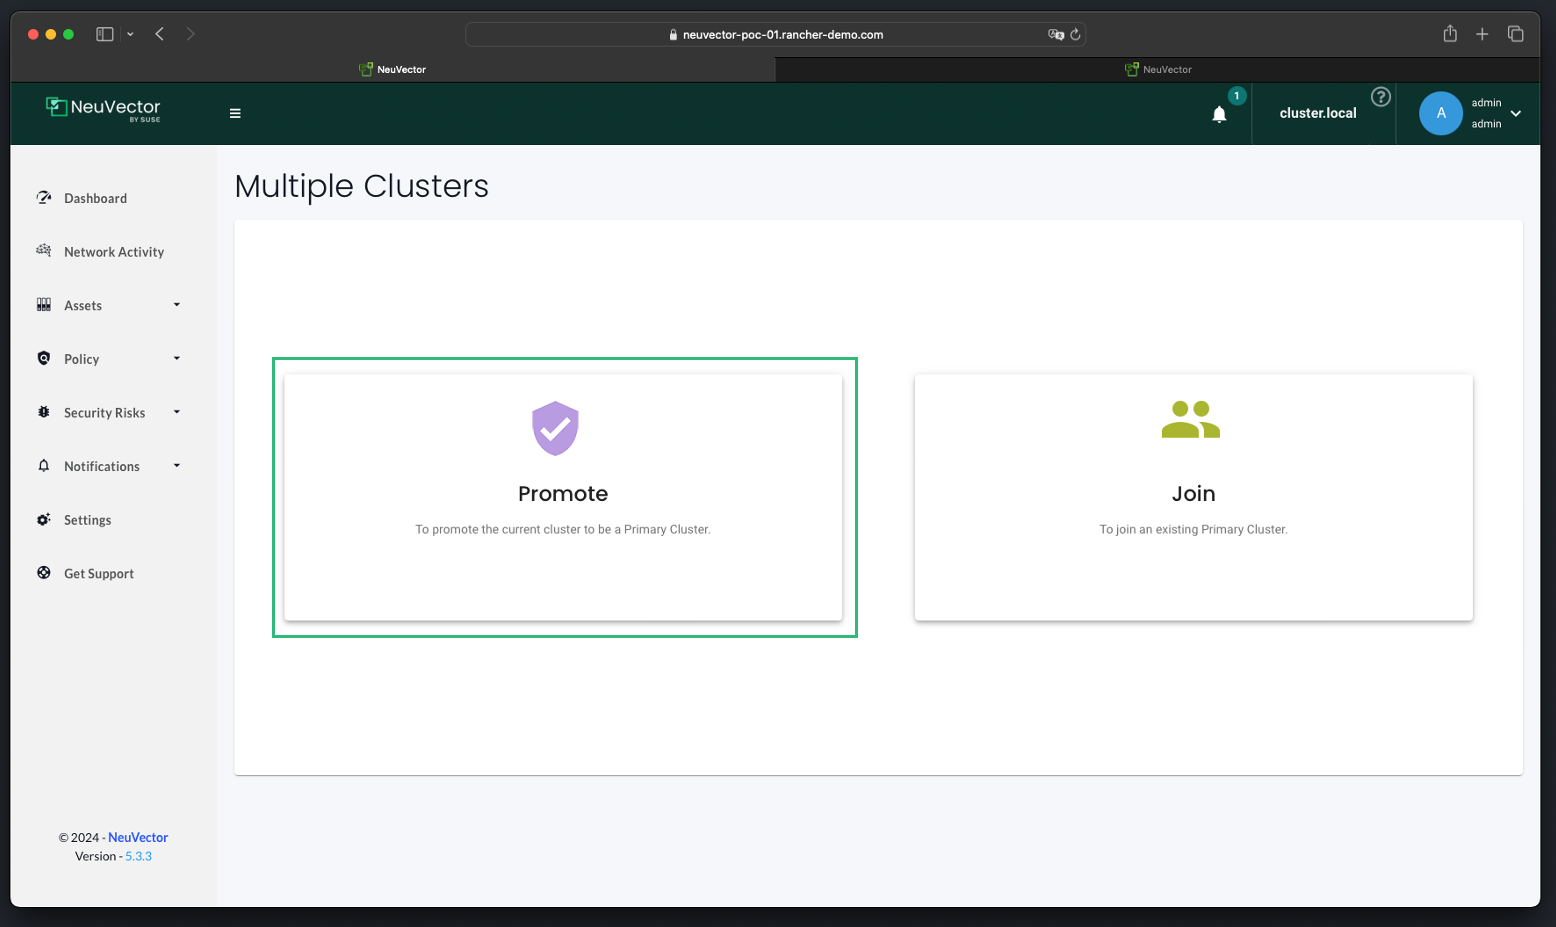 neuvector-poc-01.rancher-demo.com
NeuVector
NeuVector
NeuVector
BY SUSE
1
cluster.local
?
A
admin
admin
Dashboard
Network Activity
Assets
Policy
Security Risks
Notifications
Settings
Get Support
© 2024 - NeuVector
Version - 5.3.3
Multiple Clusters
Promote
To promote the current cluster to be a Primary Cluster.
Join
To join an existing Primary Cluster.